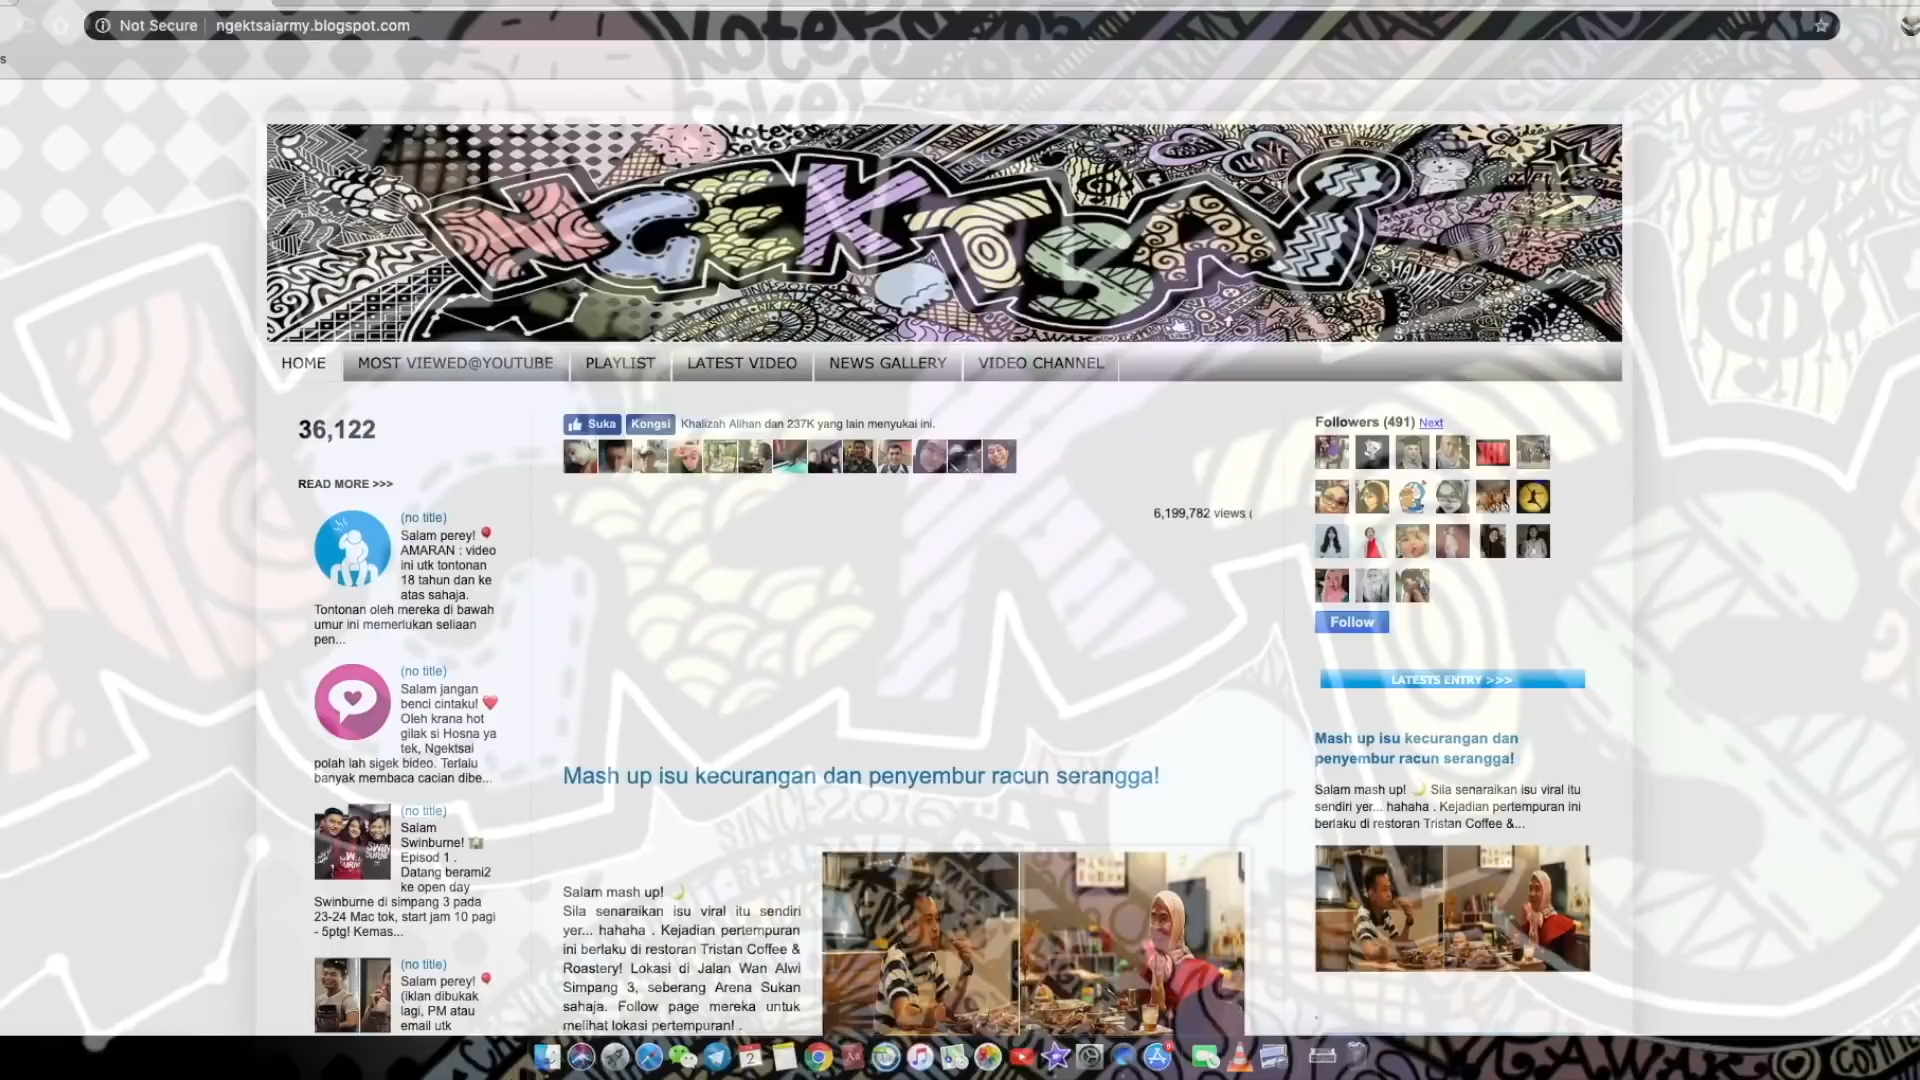 Not Secure
ngektsaiarmy.blogspot.com
NGEKTSAI
HOME
MOST VIEWED@YOUTUBE
PLAYLIST
LATEST VIDEO
NEWS GALLERY
VIDEO CHANNEL
36,122
READ MORE >>>
(no title)
Salam perey! 🎈
AMARAN : video
ini utk tontonan
18 tahun dan ke
atas sahaja.
Tontonan oleh mereka di bawah
umur ini memerlukan seliaan
pen...
(no title)
Salam jangan
benci cintaku! ❤️
Oleh krana hot
gilak si Hosna ya
tek, Ngektsai
polah lah sigek bideo. Terlalu
banyak membaca cacian dibe...
(no title)
Salam
Swinburne! 🏢
Episod 1 .
Datang berami2
ke open day
Swinburne di simpang 3 pada
23-24 Mac tok, start jam 10 pagi
- 5ptg! Kemas...
(no title)
Salam perey! 🎈
(iklan dibukak
lagi, PM atau
email utk
Suka
Kongsi
Khalizah Alihan dan 237K yang lain menyukai ini.
6,199,782 views (
Mash up isu kecurangan dan penyembur racun serangga!
Salam mash up! 🌙
Sila senaraikan isu viral itu sendiri
yer... hahaha . Kejadian pertempuran
ini berlaku di restoran Tristan Coffee &
Roastery! Lokasi di Jalan Wan Alwi
Simpang 3, seberang Arena Sukan
sahaja. Follow page mereka untuk
melihat lokasi pertempuran! .
Followers (491) Next
Follow
LATESTS ENTRY >>>
Mash up isu kecurangan dan
penyembur racun serangga!
Salam mash up! 🌙 Sila senaraikan isu viral itu
sendiri yer... hahaha . Kejadian pertempuran ini
berlaku di restoran Tristan Coffee &...